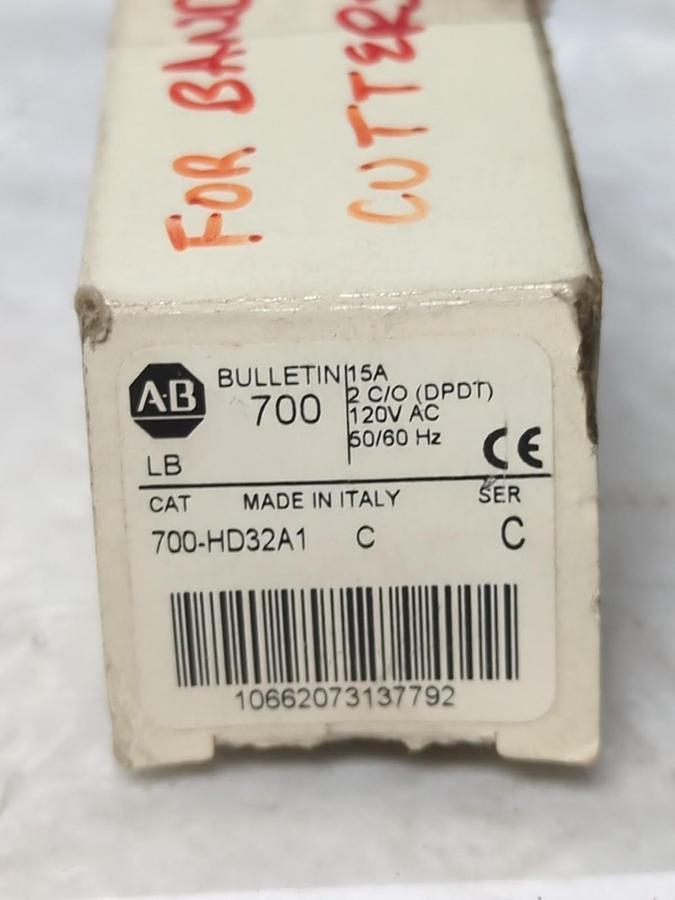 FOR
CUTTERS
A-B
BULLETIN
700
15A
2 C/O (DPDT)
120V AC
50/60 Hz
CE
LB
CAT MADE IN ITALY SER
700-HD32A1 C C
10662073137792